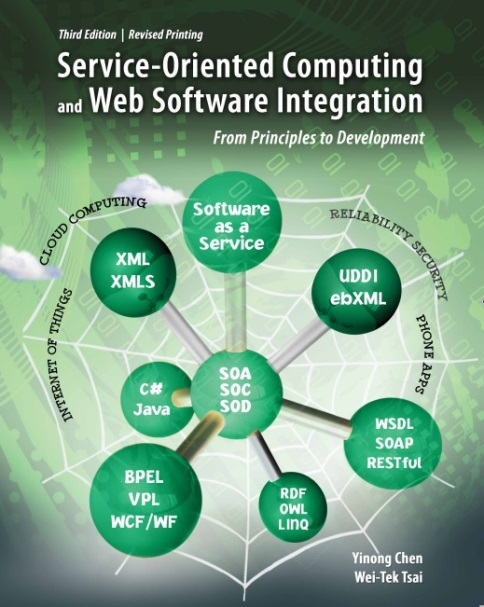 Third Edition | Revised Printing
Service-Oriented Computing
and Web Software Integration
From Principles to Development
CLOUD COMPUTING
Software
as a
Service
RELIABILITY SECURITY
XML
XMLS
UDDI
ebXML
INTERNET OF THINGS
PHONE APPS
SOA
SOC
SOD
C#
Java
WSDL
SOAP
RESTful
BPEL
VPL
WCF/WF
RDF
OWL
LINQ
Yinong Chen
Wei-Tek Tsai